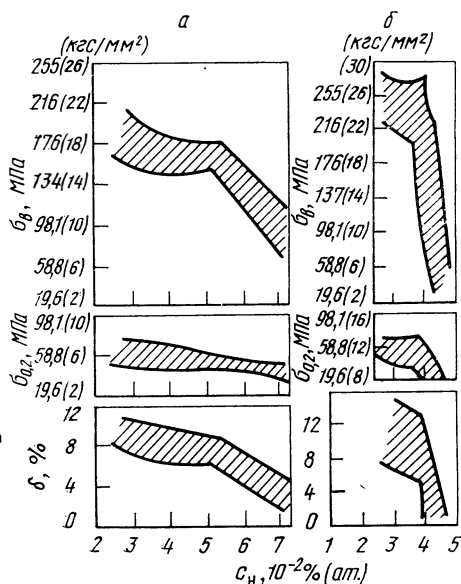 а б
(кгс/мм²) (кгс/мм²)
255(26) (30)
216(22) 255(26)
176(18) 216(22)
134(14) 176(18)
98,1(10) 137(14)
58,8(6) 98,1(10)
19,6(2) 58,8(6)
19,6(2)
σв, МПа σв, МПа
98,1(10) 98,1(16)
58,8(6) 58,8(12)
19,6(2) 19,6(8)
σ0,2, МПа σ0,2, МПа
12 12
8 8
4 4
0 0
δ, %
2 3 4 5 6 7 1 2 3 4 5
Cн, 10⁻²% (ат.)